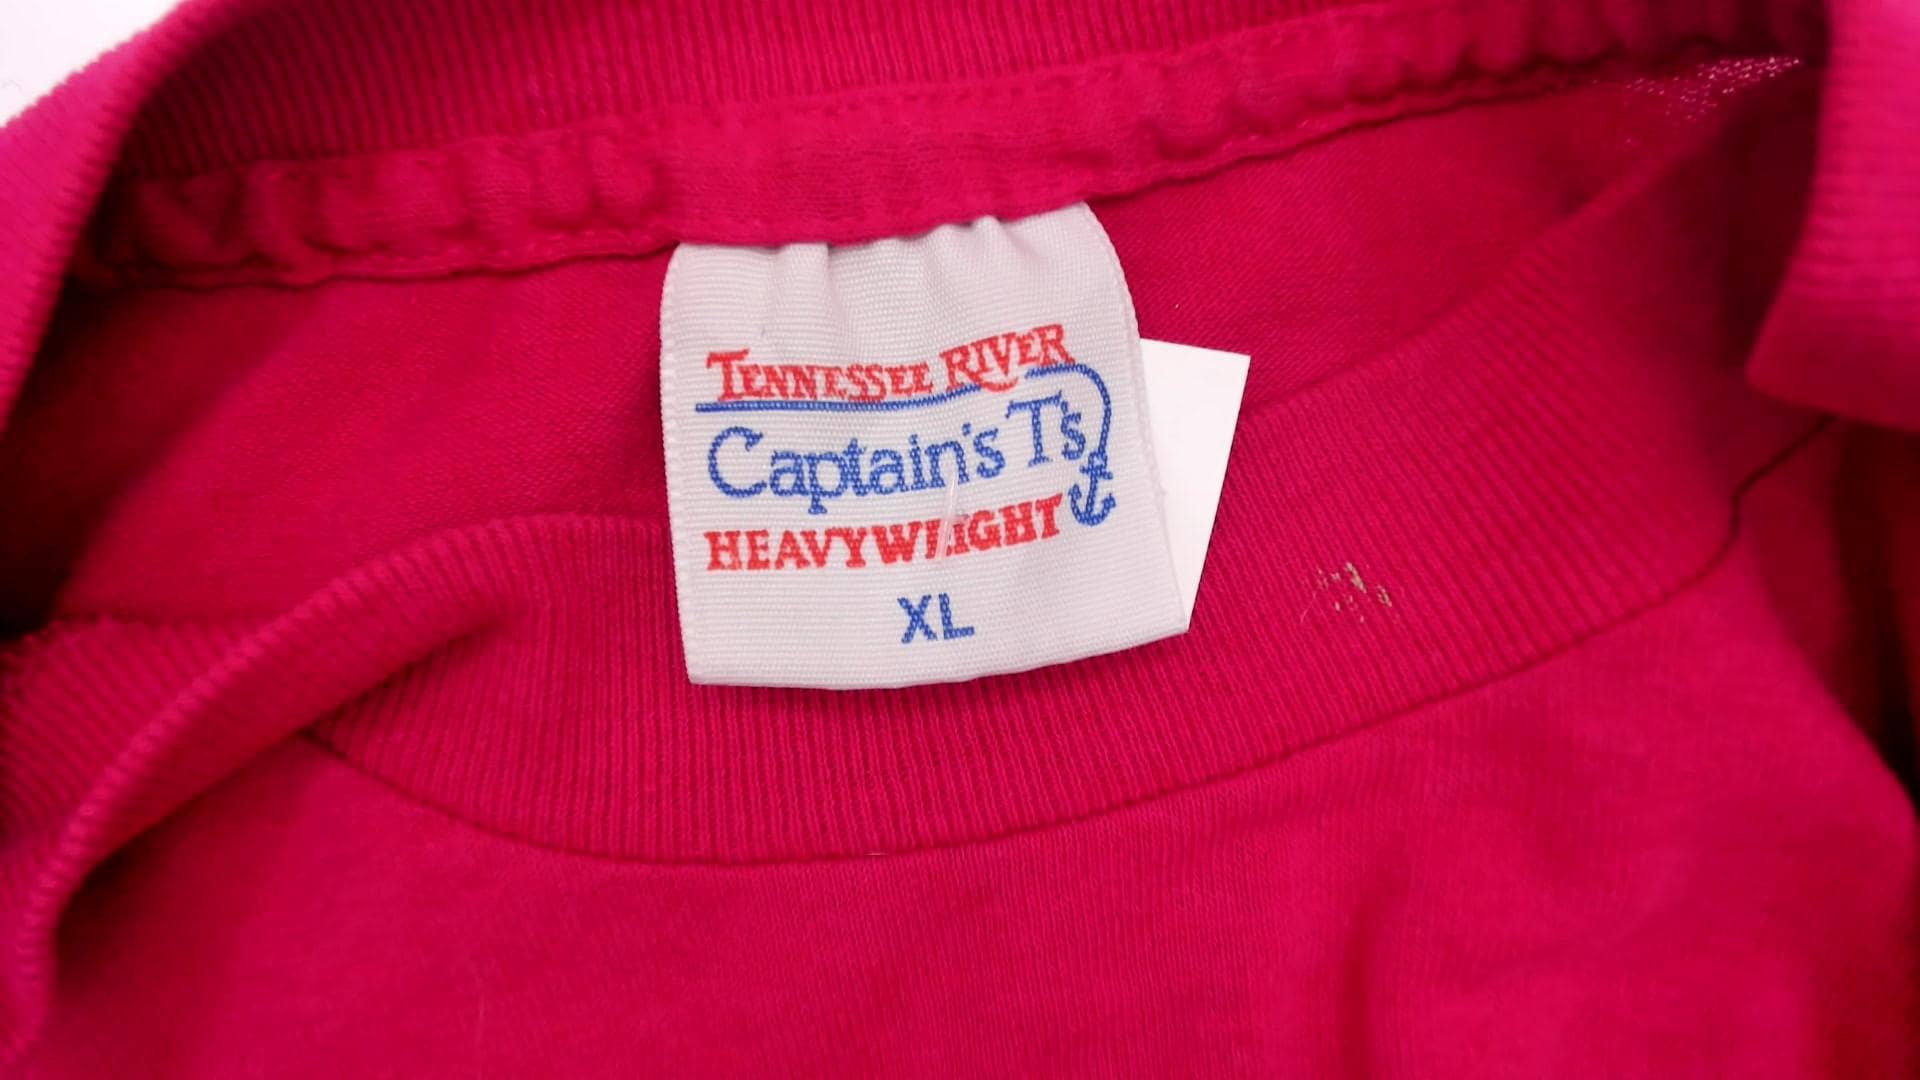 TENNESSEE RIVER
Captain's T's
HEAVYWEIGHT
XL